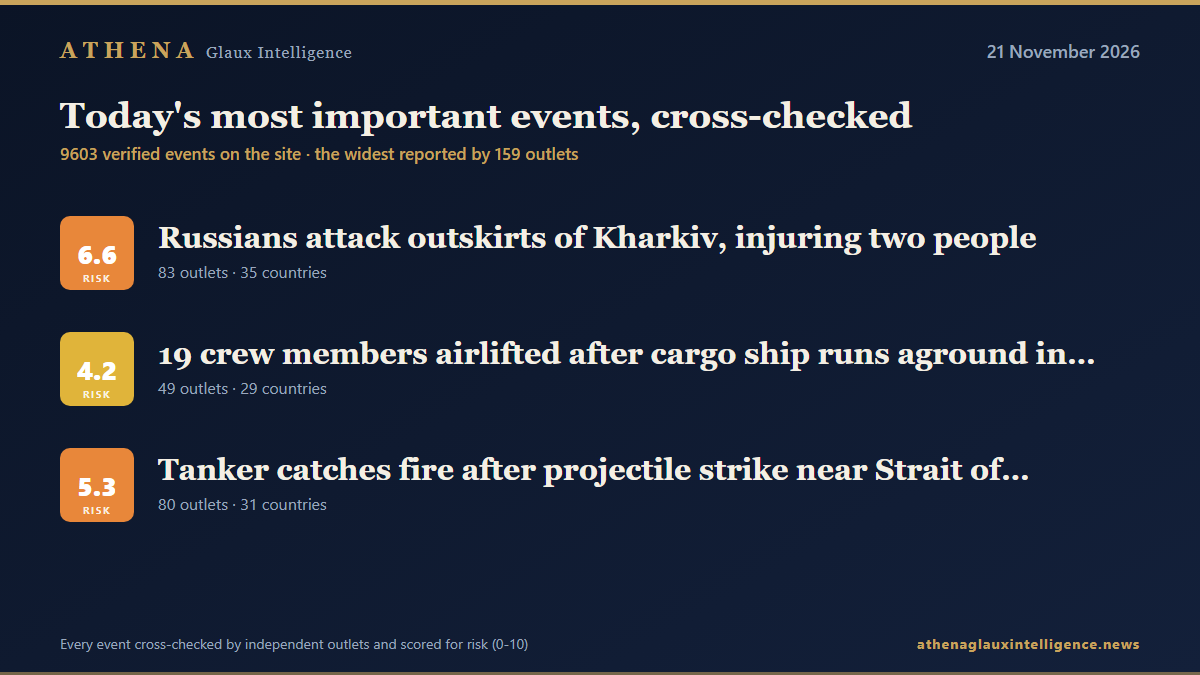 ATHENA Glaux Intelligence
21 November 2026
Today's most important events, cross-checked
9603 verified events on the site · the widest reported by 159 outlets
6.6
RISK
Russians attack outskirts of Kharkiv, injuring two people
83 outlets · 35 countries
4.2
RISK
19 crew members airlifted after cargo ship runs aground in...
49 outlets · 29 countries
5.3
RISK
Tanker catches fire after projectile strike near Strait of...
80 outlets · 31 countries
Every event cross-checked by independent outlets and scored for risk (0-10)
athenaglauxintelligence.news